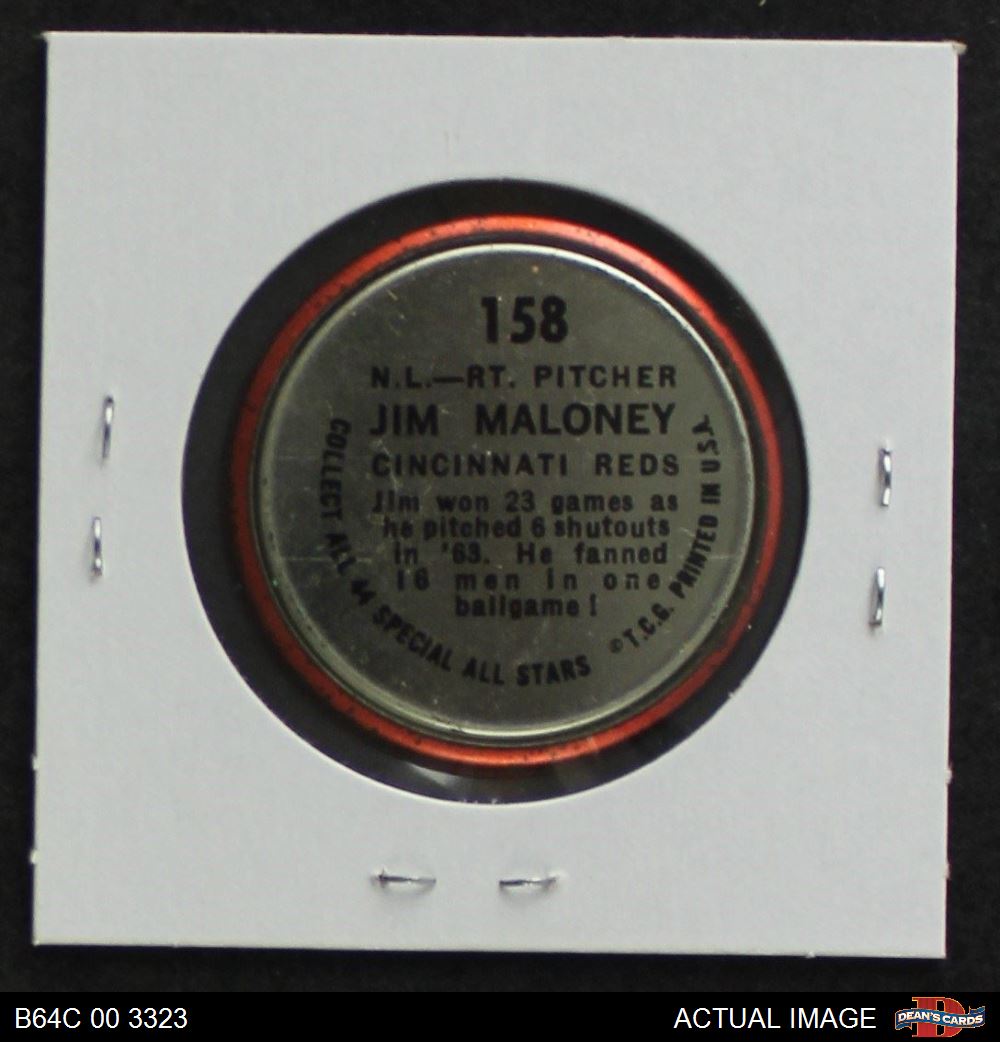 158
N.L.—RT. PITCHER
JIM MALONEY
CINCINNATI REDS
Jim won 23 games as
he pitched 6 shutouts
in '63. He fanned
16 men in one
ballgame!
COLLECT ALL 44 SPECIAL ALL STARS
©T.C.G. PRINTED IN U.S.A.
B64C 00 3323
ACTUAL IMAGE
DEAN'S CARDS